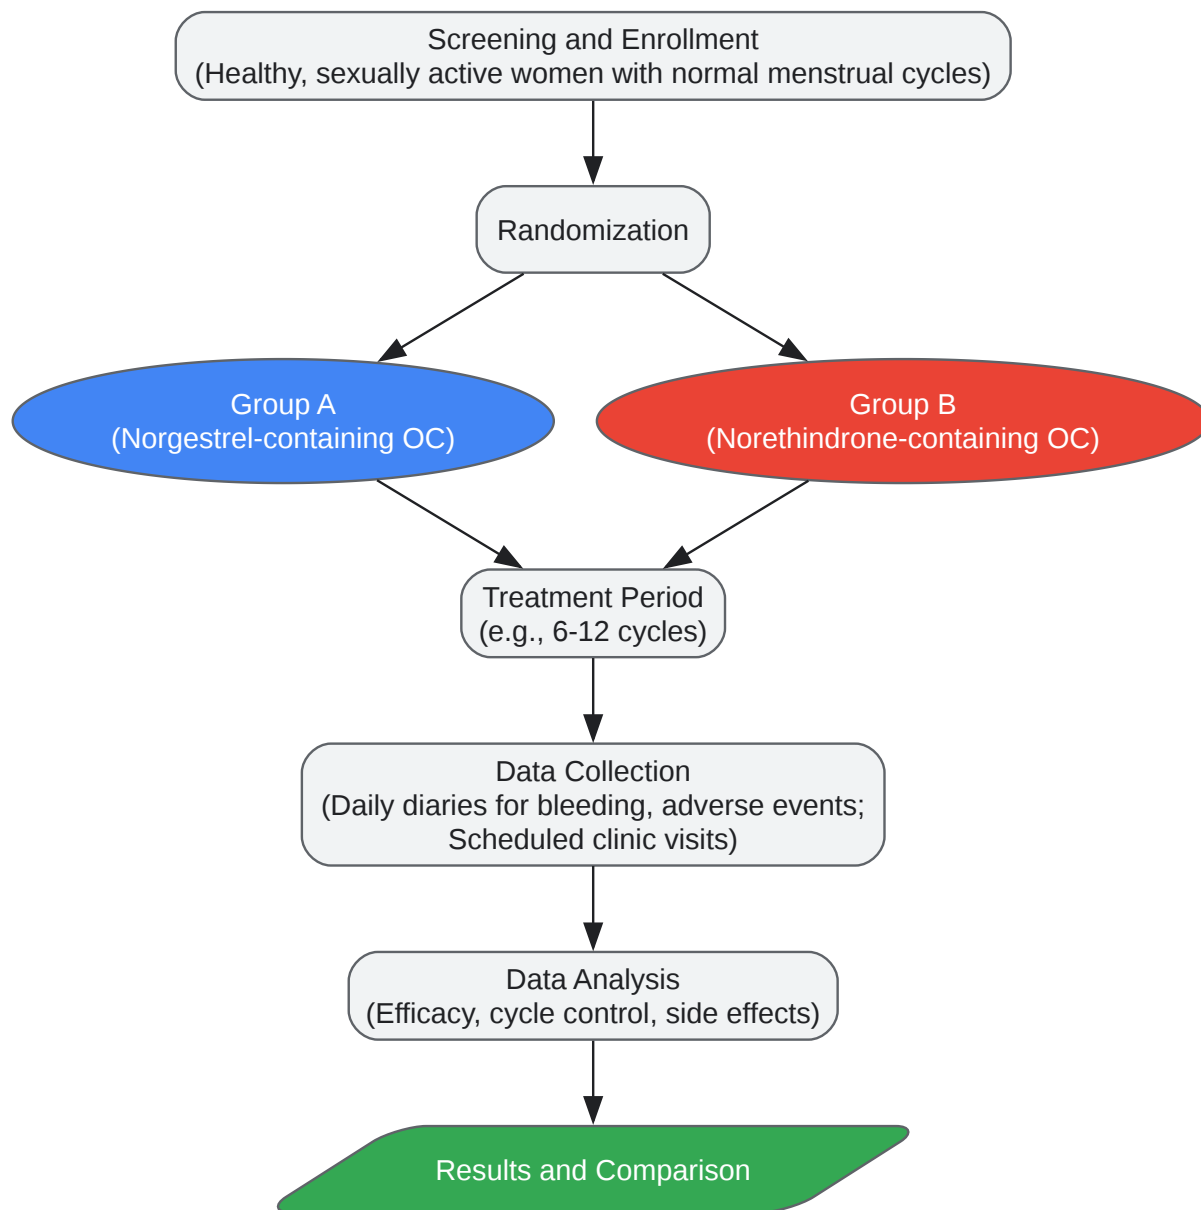 Screening and Enrollment
(Healthy, sexually active women with normal menstrual cycles)
Randomization
Group A
(Norgestrel-containing OC)
Group B
(Norethindrone-containing OC)
Treatment Period
(e.g., 6-12 cycles)
Data Collection
(Daily diaries for bleeding, adverse events;
Scheduled clinic visits)
Data Analysis
(Efficacy, cycle control, side effects)
Results and Comparison